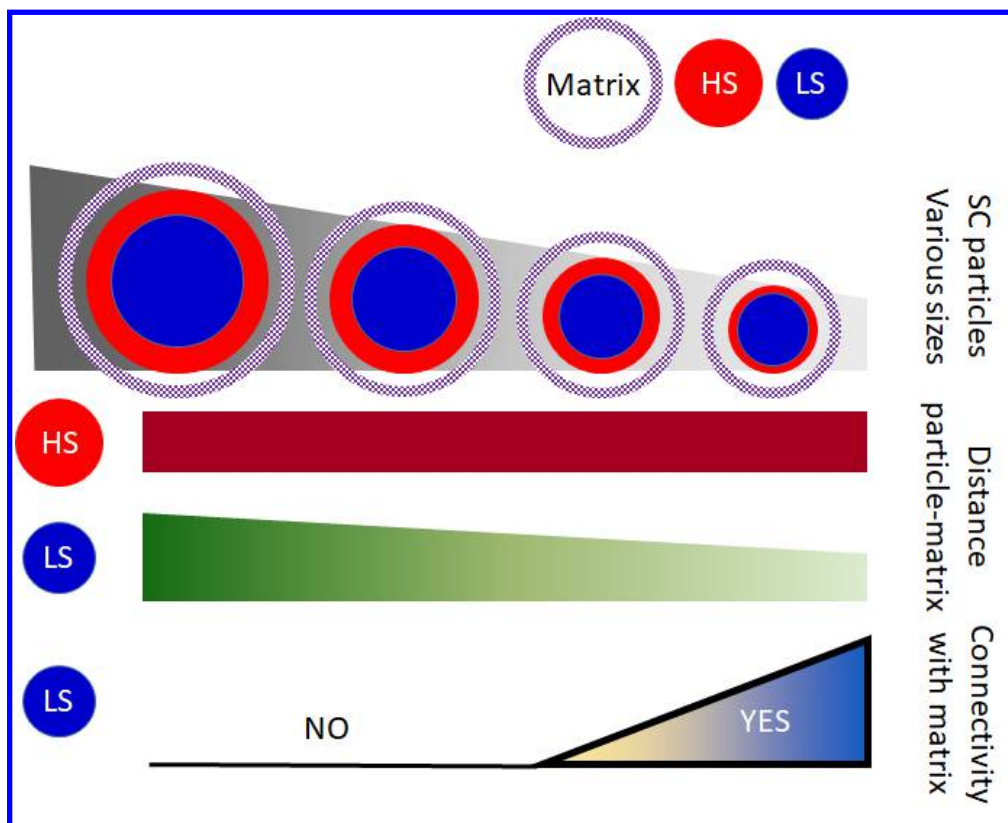 Matrix
HS
LS
SC particles
Various sizes
HS
Distance
particle-matrix
LS
LS
NO
YES
Connectivity
with matrix